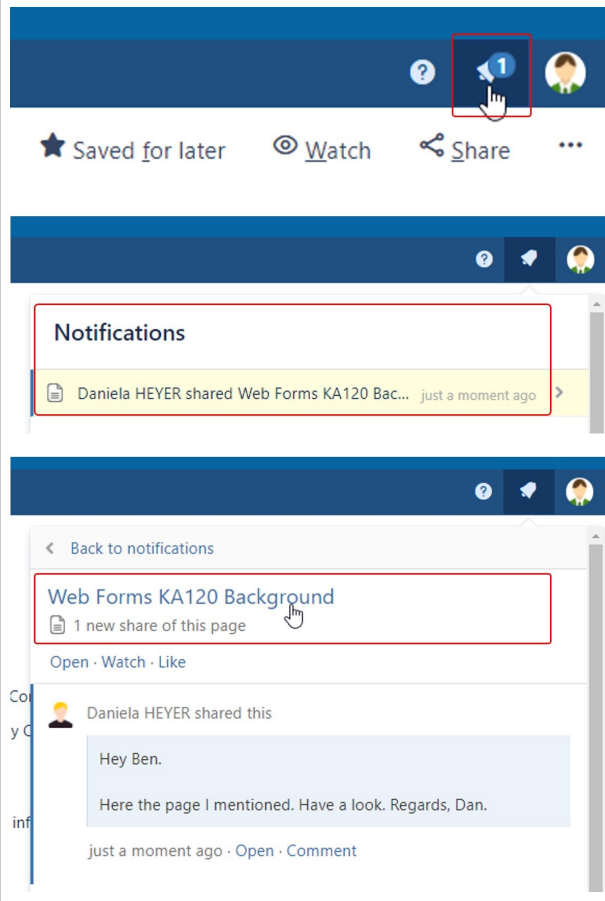 1
Saved for later
Watch
Share
Notifications
Daniela HEYER shared Web Forms KA120 Bac...
just a moment ago
Back to notifications
Web Forms KA120 Background
1 new share of this page
Open · Watch · Like
Daniela HEYER shared this
Hey Ben.
Here the page I mentioned. Have a look. Regards, Dan.
just a moment ago · Open · Comment